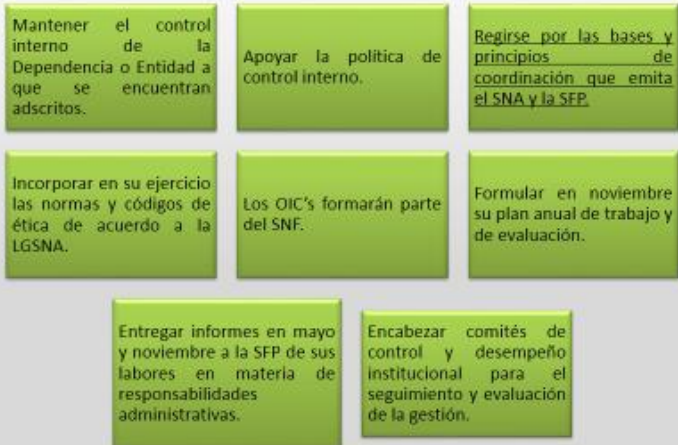 Mantener el control
interno de la
Dependencia o Entidad a
que se encuentran
adscritos.
Apoyar la política de
control interno.
Regirse por las bases y
principios de
coordinación que emita
el SNA y la SFP.
Incorporar en su ejercicio
las normas y códigos de
ética de acuerdo a la
LGSNA.
Los OIC's formarán parte
del SNF.
Formular en noviembre
su plan anual de trabajo y
de evaluación.
Entregar informes en mayo
y noviembre a la SFP de sus
labores en materia de
responsabilidades
administrativas.
Encabezar comités de
control y desempeño
institucional para el
seguimiento y evaluación
de la gestión.